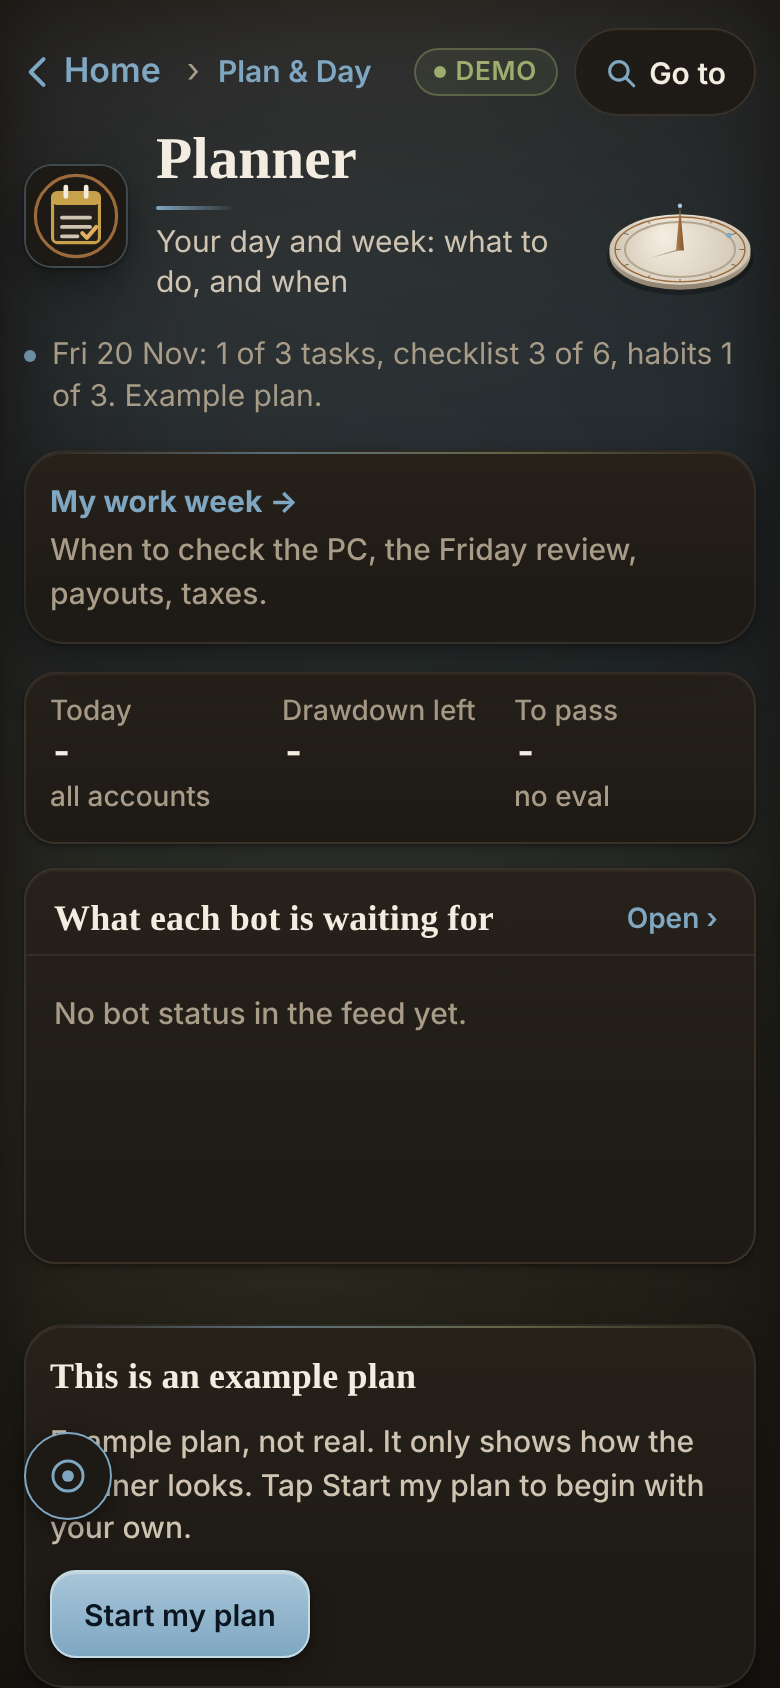 Home › Plan & Day
DEMO
Go to
Planner
Your day and week: what to
do, and when
Fri 20 Nov: 1 of 3 tasks, checklist 3 of 6, habits 1
of 3. Example plan.
My work week →
When to check the PC, the Friday review,
payouts, taxes.
Today
-
all accounts
Drawdown left
-
To pass
-
no eval
What each bot is waiting for
Open ›
No bot status in the feed yet.
This is an example plan
plan, not real. It only shows how the
looks. Tap Start my plan to begin with
your own.
Start my plan